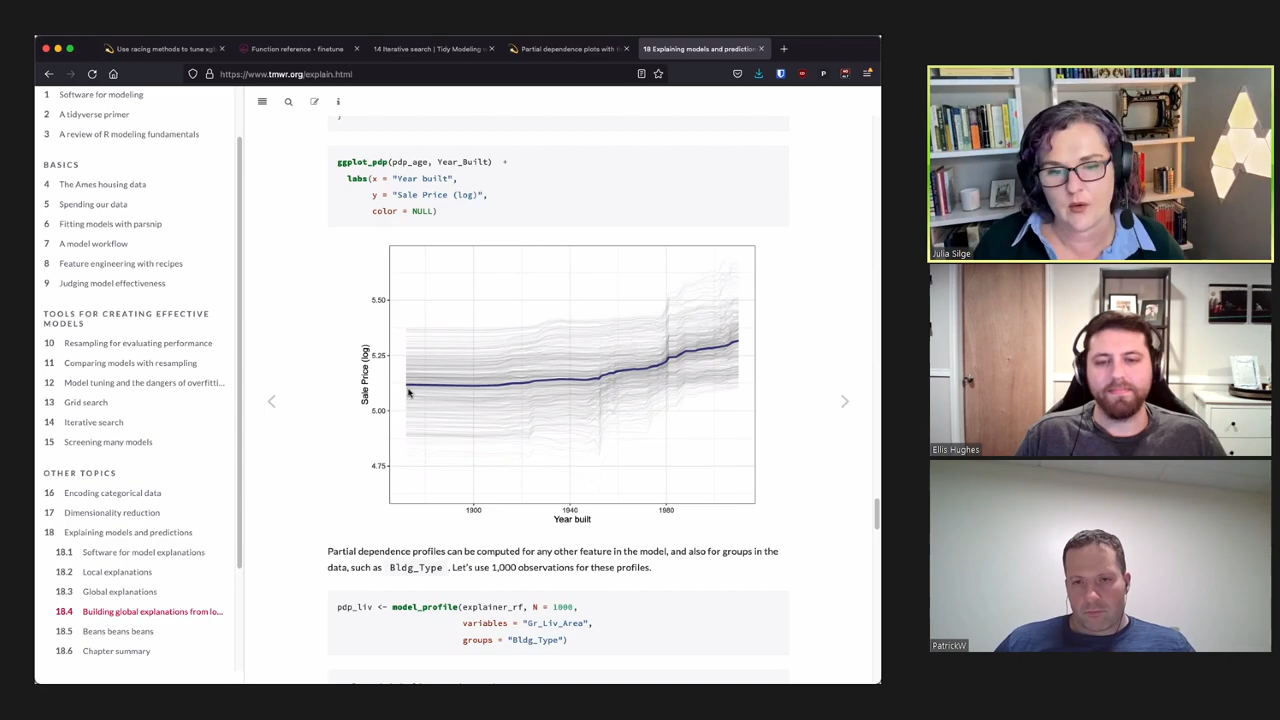 Use racing methods to tune xgb
Function reference - finetune
14 Iterative search | Tidy Modeling w
Partial dependence plots with t
18 Explaining models and prediction
https://www.tmwr.org/explain.html
1 Software for modeling
2 A tidyverse primer
3 A review of R modeling fundamentals
BASICS
4 The Ames housing data
5 Spending our data
6 Fitting models with parsnip
7 A model workflow
8 Feature engineering with recipes
9 Judging model effectiveness
TOOLS FOR CREATING EFFECTIVE
MODELS
10 Resampling for evaluating performance
11 Comparing models with resampling
12 Model tuning and the dangers of overfitti...
13 Grid search
14 Iterative search
15 Screening many models
OTHER TOPICS
16 Encoding categorical data
17 Dimensionality reduction
18 Explaining models and predictions
18.1 Software for model explanations
18.2 Local explanations
18.3 Global explanations
18.4 Building global explanations from lo...
18.5 Beans beans beans
18.6 Chapter summary
}
ggplot_pdp(pdp_age, Year_Built) +
labs(x = "Year built",
y = "Sale Price (log)",
color = NULL)
5.50
5.25
5.00
4.75
Sale Price (log)
1900
1940
1980
Year built
Partial dependence profiles can be computed for any other feature in the model, and also for groups in the
data, such as Bldg_Type . Let's use 1,000 observations for these profiles.
pdp_liv <- model_profile(explainer_rf, N = 1000,
variables = "Gr_Liv_Area",
groups = "Bldg_Type")
Julia Silge
Ellis Hughes
PatrickW